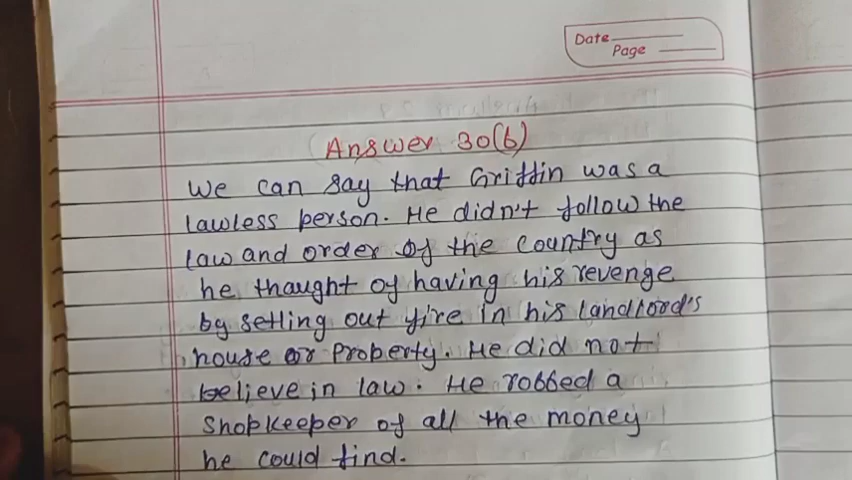 Date
Page
Answer 30(b)
We can say that Griffin was a
lawless person. He didn't follow the
law and order of the country as
he thaught of having his revenge
by setling out fire in his landlord's
house or property. He did not
believe in law. He robbed a
shopkeeper of all the money
he could find.